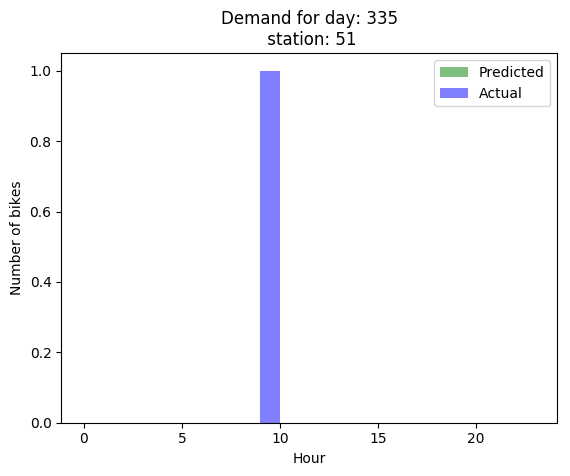 Demand for day: 335
station: 51
Predicted
Actual
1.0
0.8
0.6
0.4
0.2
0.0
Number of bikes
0 5 10 15 20
Hour